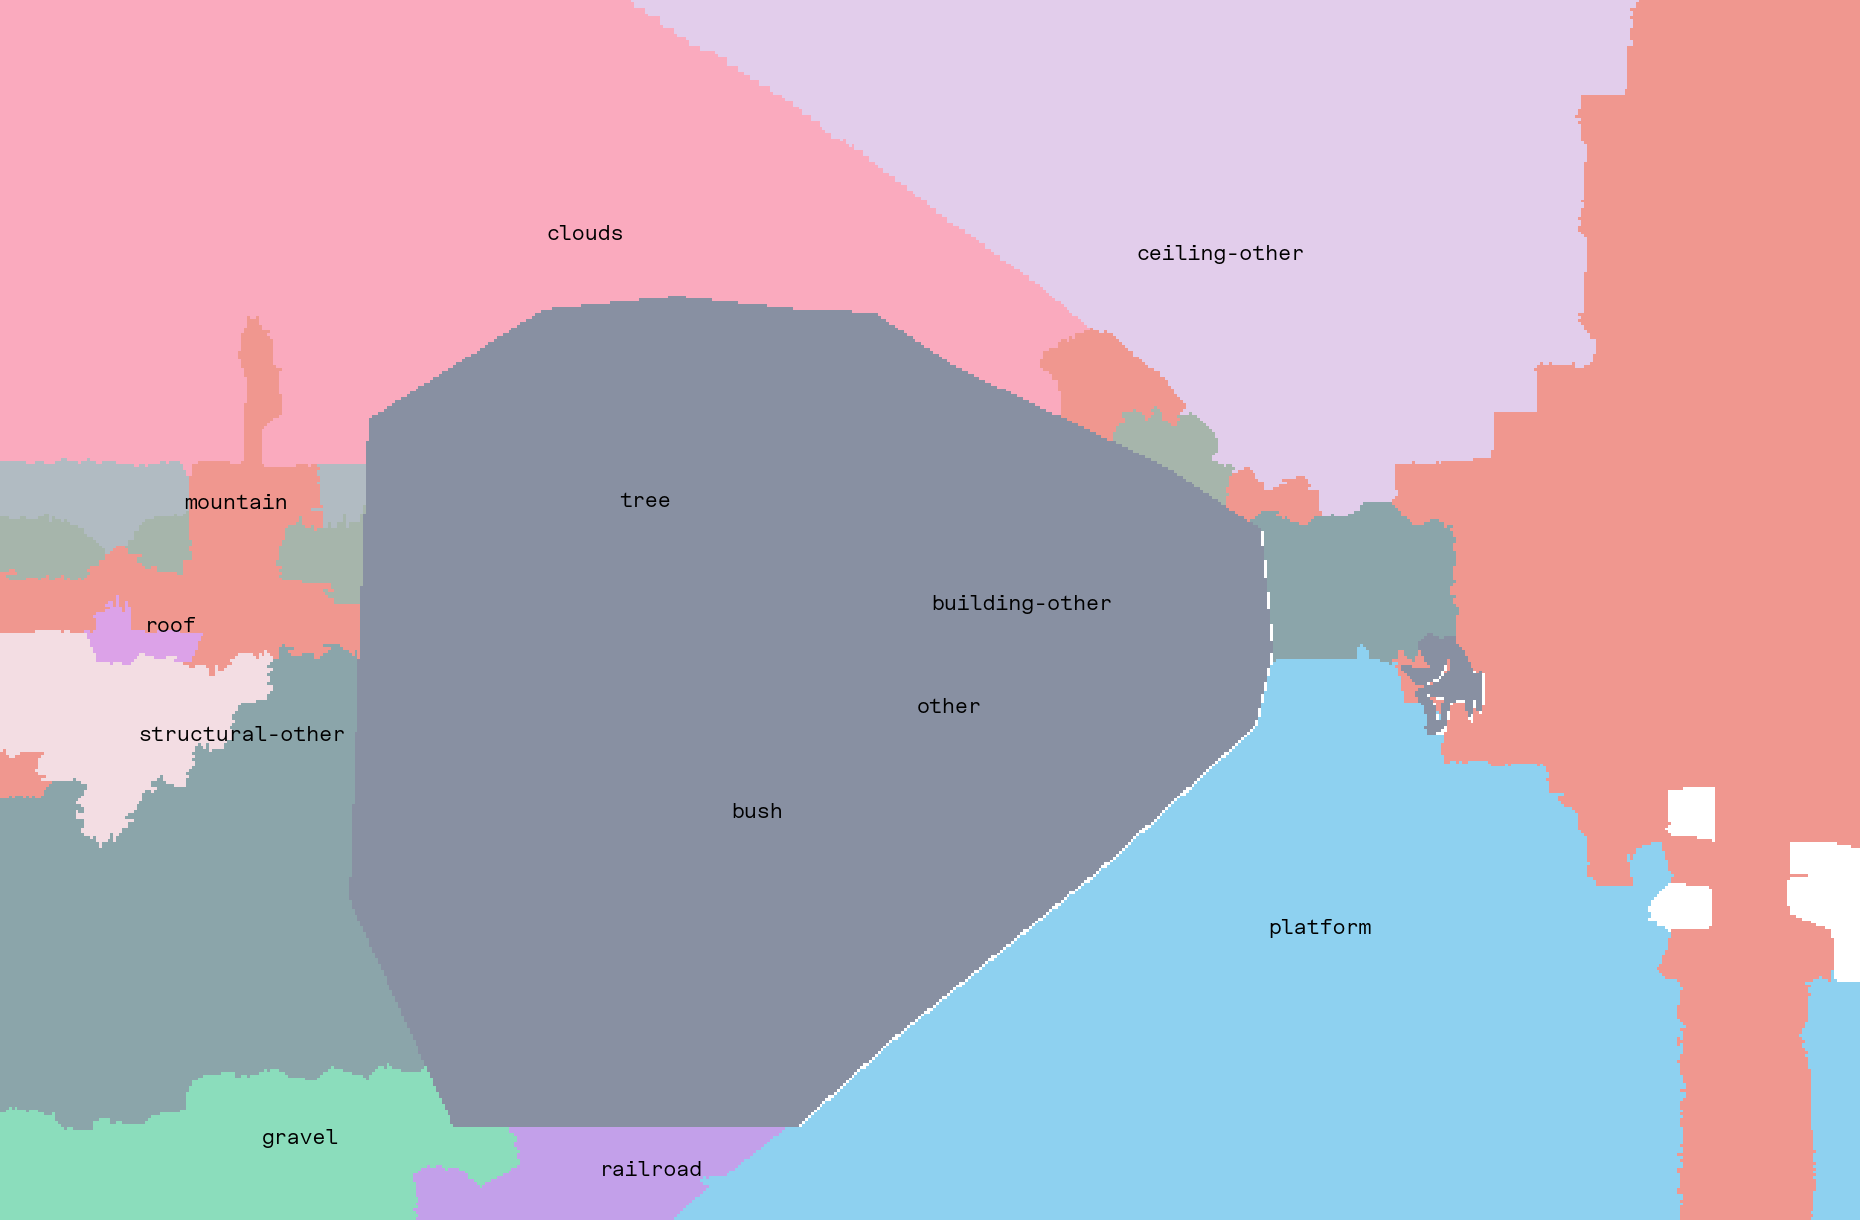 clouds
ceiling-other
mountain
tree
building-other
roof
other
structural-other
bush
platform
gravel
railroad